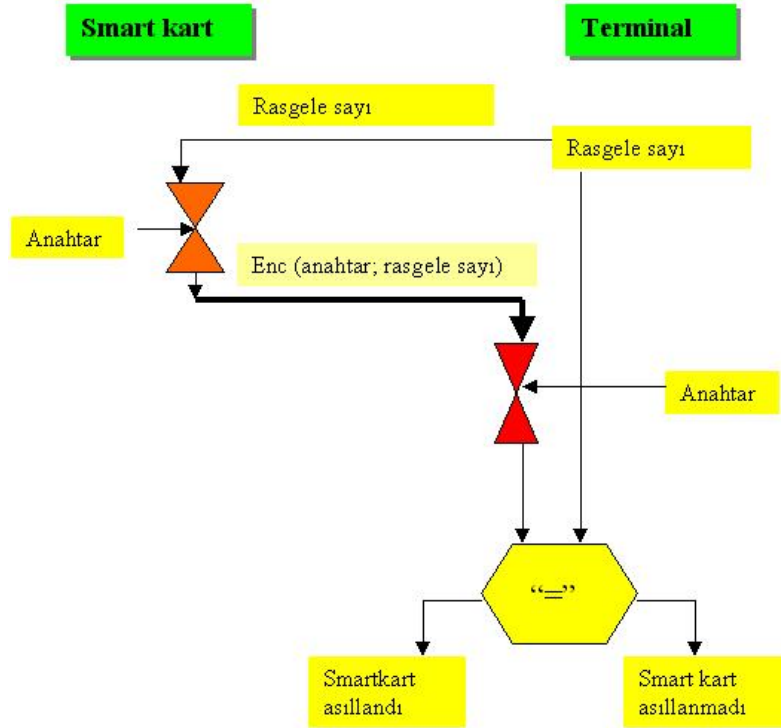 Smart kart
Terminal
Rasgele sayı
Rasgele sayı
Anahtar
Enc (anahtar; rasgele sayı)
Anahtar
“=”
Smartkart
asıllandı
Smart kart
asıllanmadı